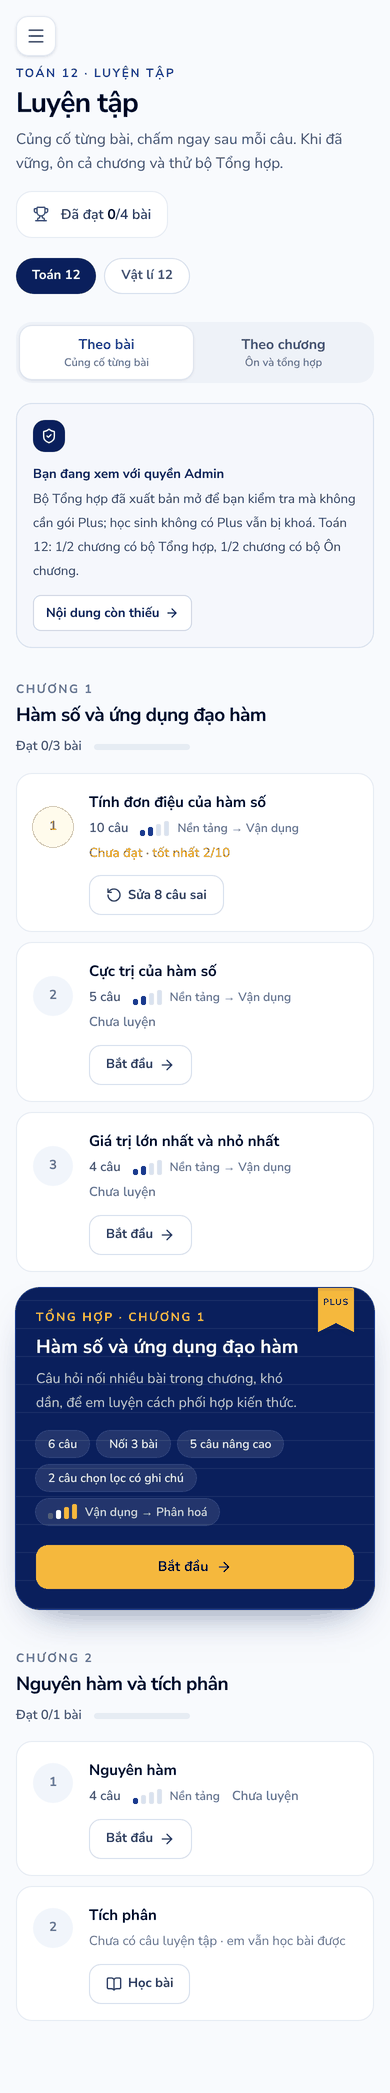 TOÁN 12 · LUYỆN TẬP
Luyện tập
Củng cố từng bài, chấm ngay sau mỗi câu. Khi đã
vững, ôn cả chương và thử bộ Tổng hợp.
Đã đạt 0/4 bài
Toán 12
Vật lí 12
Theo bài
Củng cố từng bài
Theo chương
Ôn và tổng hợp
Bạn đang xem với quyền Admin
Bộ Tổng hợp đã xuất bản mở để bạn kiểm tra mà không
cần gói Plus; học sinh không có Plus vẫn bị khoá. Toán
12: 1/2 chương có bộ Tổng hợp, 1/2 chương có bộ Ôn
chương.
Nội dung còn thiếu →
CHƯƠNG 1
Hàm số và ứng dụng đạo hàm
Đạt 0/3 bài
1
Tính đơn điệu của hàm số
10 câu Nền tảng → Vận dụng
Chưa đạt · tốt nhất 2/10
Sửa 8 câu sai
2
Cực trị của hàm số
5 câu Nền tảng → Vận dụng
Chưa luyện
Bắt đầu →
3
Giá trị lớn nhất và nhỏ nhất
4 câu Nền tảng → Vận dụng
Chưa luyện
Bắt đầu →
PLUS
TỔNG HỢP · CHƯƠNG 1
Hàm số và ứng dụng đạo hàm
Câu hỏi nối nhiều bài trong chương, khó
dần, để em luyện cách phối hợp kiến thức.
6 câu
Nối 3 bài
5 câu nâng cao
2 câu chọn lọc có ghi chú
Vận dụng → Phân hoá
Bắt đầu →
CHƯƠNG 2
Nguyên hàm và tích phân
Đạt 0/1 bài
1
Nguyên hàm
4 câu Nền tảng Chưa luyện
Bắt đầu →
2
Tích phân
Chưa có câu luyện tập · em vẫn học bài được
Học bài